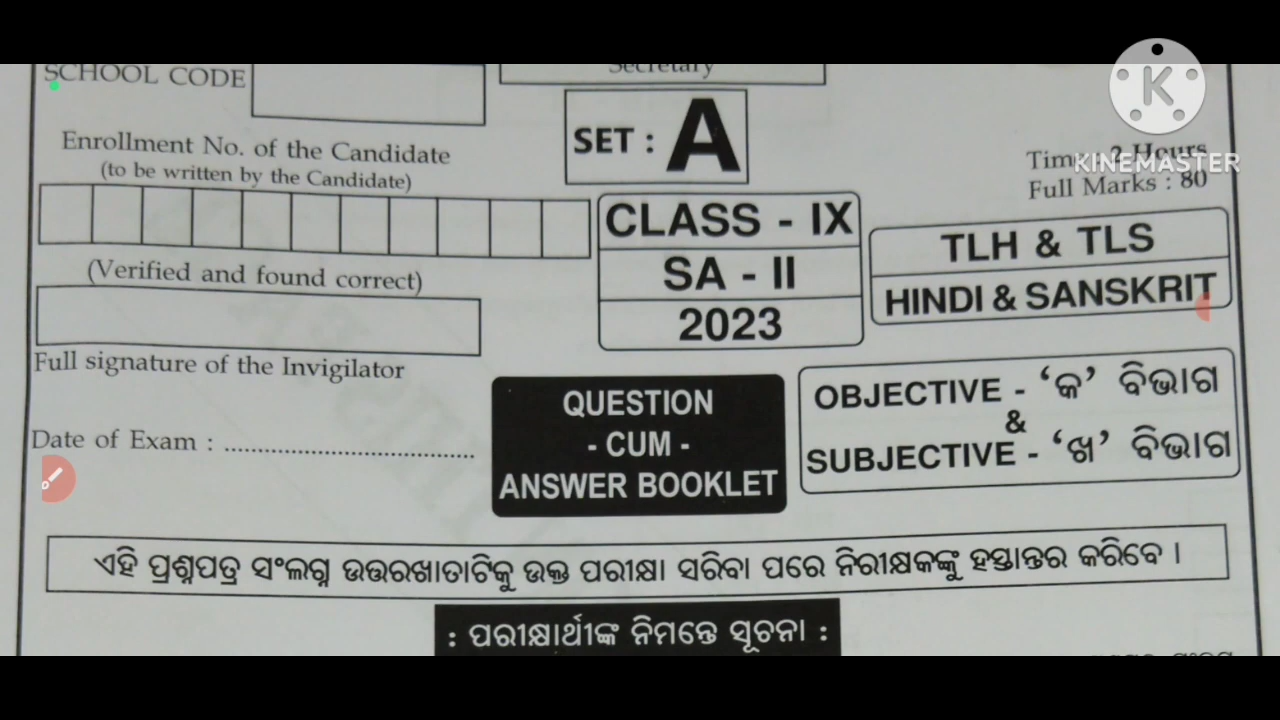 SCHOOL CODE
Secretary
SET : A
Enrollment No. of the Candidate
(to be written by the Candidate)
Time : 2 Hours
Full Marks : 80
K
KINEMASTER
CLASS - IX
SA - II
2023
TLH & TLS
HINDI & SANSKRIT
(Verified and found correct)
Full signature of the Invigilator
Date of Exam : ......................................
QUESTION
- CUM -
ANSWER BOOKLET
OBJECTIVE - ‘କ’ ବିଭାଗ
&
SUBJECTIVE - ‘ଖ’ ବିଭାଗ
ଏହି ପ୍ରଶ୍ନପତ୍ର ସଂଲଗ୍ନ ଉତ୍ତରଖାତାଟିକୁ ଉକ୍ତ ପରୀକ୍ଷା ସରିବା ପରେ ନିରୀକ୍ଷକଙ୍କୁ ହସ୍ତାନ୍ତର କରିବେ ।
: ପରୀକ୍ଷାର୍ଥୀଙ୍କ ନିମନ୍ତେ ସୂଚନା :